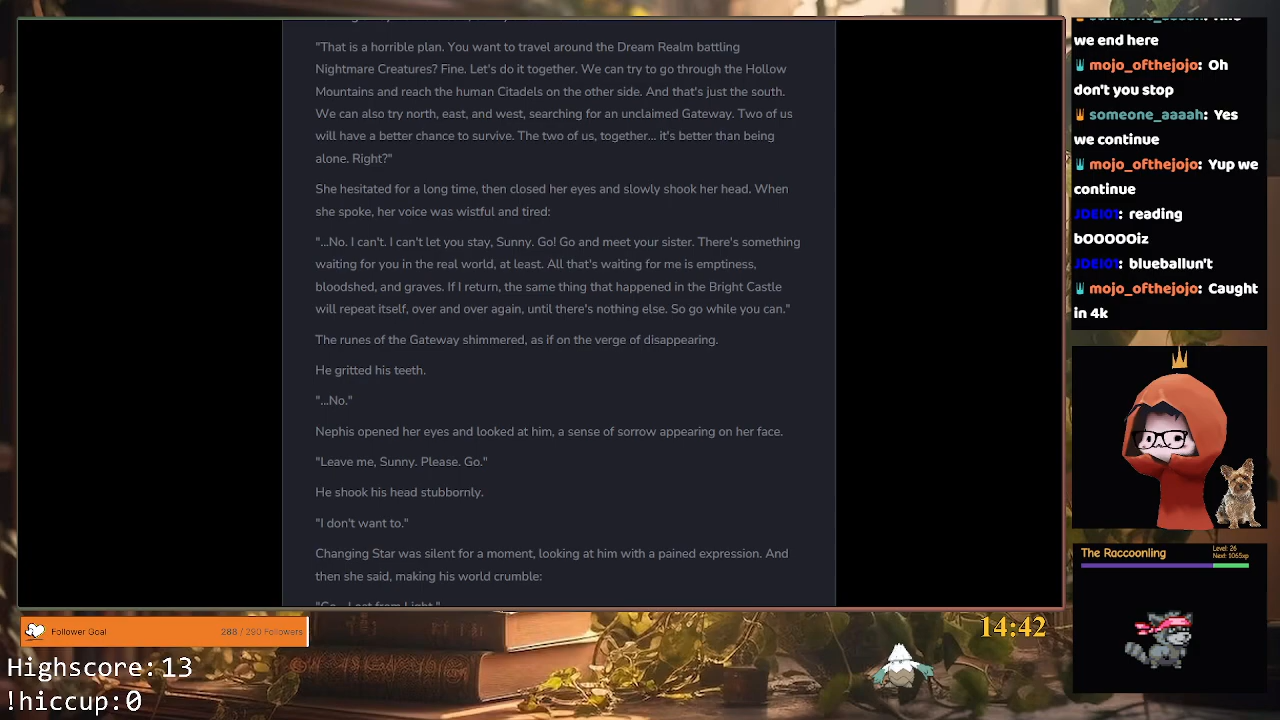 "That is a horrible plan. You want to travel around the Dream Realm battling
Nightmare Creatures? Fine. Let's do it together. We can try to go through the Hollow
Mountains and reach the human Citadels on the other side. And that's just the south.
We can also try north, east, and west, searching for an unclaimed Gateway. Two of us
will have a better chance to survive. The two of us, together... it's better than being
alone. Right?"
She hesitated for a long time, then closed her eyes and slowly shook her head. When
she spoke, her voice was wistful and tired:
"...No. I can't. I can't let you stay, Sunny. Go! Go and meet your sister. There's something
waiting for you in the real world, at least. All that's waiting for me is emptiness,
bloodshed, and graves. If I return, the same thing that happened in the Bright Castle
will repeat itself, over and over again, until there's nothing else. So go while you can."
The runes of the Gateway shimmered, as if on the verge of disappearing.
He gritted his teeth.
"...No."
Nephis opened her eyes and looked at him, a sense of sorrow appearing on her face.
"Leave me, Sunny. Please. Go."
He shook his head stubbornly.
"I don't want to."
Changing Star was silent for a moment, looking at him with a pained expression. And
then she said, making his world crumble:
"Go... Lost from Light."
we end here
mojo_ofthejojo: Oh
don't you stop
someone_aaaah: Yes
we continue
mojo_ofthejojo: Yup we
continue
JDEI01: reading
bOOOOOiz
JDEI01: blueballun't
mojo_ofthejojo: Caught
in 4k
The Raccoonling
Level: 26
Next: 1065xp
Follower Goal
288 / 290 Followers
14:42
Highscore:13
!hiccup:0